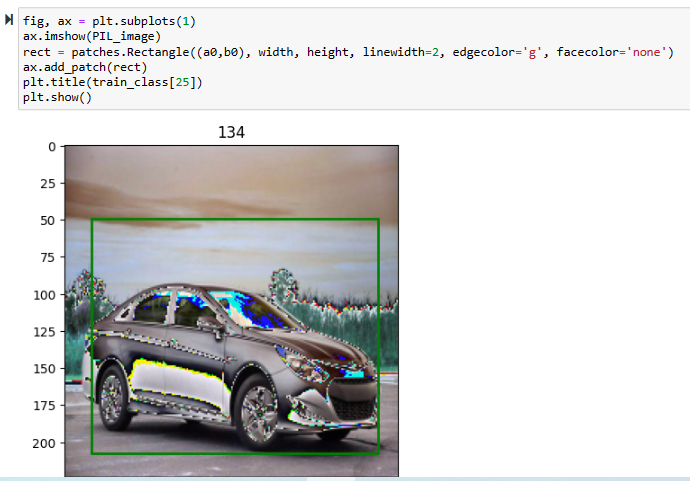 fig, ax = plt.subplots(1)
ax.imshow(PIL_image)
rect = patches.Rectangle((a0,b0), width, height, linewidth=2, edgecolor='g', facecolor='none')
ax.add_patch(rect)
plt.title(train_class[25])
plt.show()
134
0
25
50
75
100
125
150
175
200